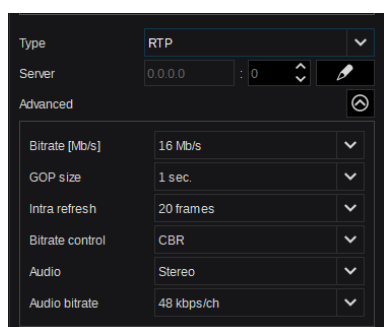 Type RTP
Server 0.0.0.0 : 0
Advanced
Bitrate [Mb/s] 16 Mb/s
GOP size 1 sec.
Intra refresh 20 frames
Bitrate control CBR
Audio Stereo
Audio bitrate 48 kbps/ch